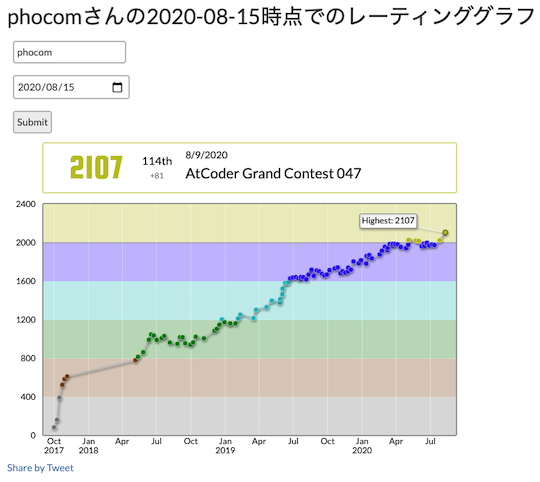 phocomさんの2020-08-15時点でのレーティンググラフ
phocom
2020/08/15
Submit
2107
114th
+81
8/9/2020
AtCoder Grand Contest 047
Highest: 2107
2400
2000
1600
1200
800
400
0
Oct 2017
Jan 2018
Apr
Jul
Oct
Jan 2019
Apr
Jul
Oct
Jan 2020
Apr
Jul
Share by Tweet